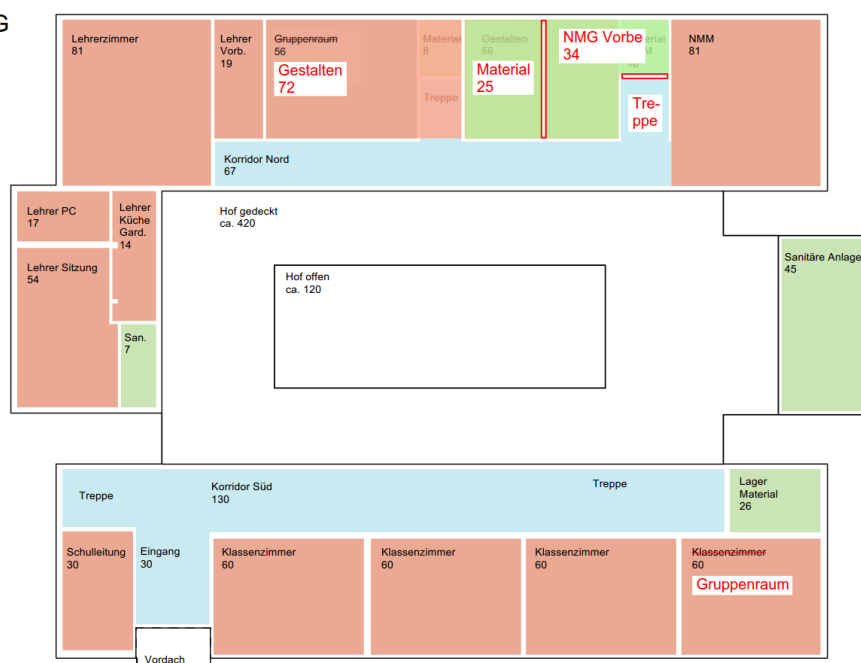 G
Lehrerzimmer
81
Lehrer
Vorb.
19
Gruppenraum
56
Gestalten
72
Material
8
Treppe
Gestalten
56
Material
25
NMG Vorbe
34
Tre-
ppe
NMM
81
Korridor Nord
67
Lehrer PC
17
Lehrer
Küche
Gard.
14
Lehrer Sitzung
54
San.
7
Hof gedeckt
ca. 420
Hof offen
ca. 120
Sanitäre Anlage
45
Treppe
Korridor Süd
130
Treppe
Lager
Material
26
Schulleitung
30
Eingang
30
Klassenzimmer
60
Klassenzimmer
60
Klassenzimmer
60
Klassenzimmer
60
Gruppenraum
Vordach